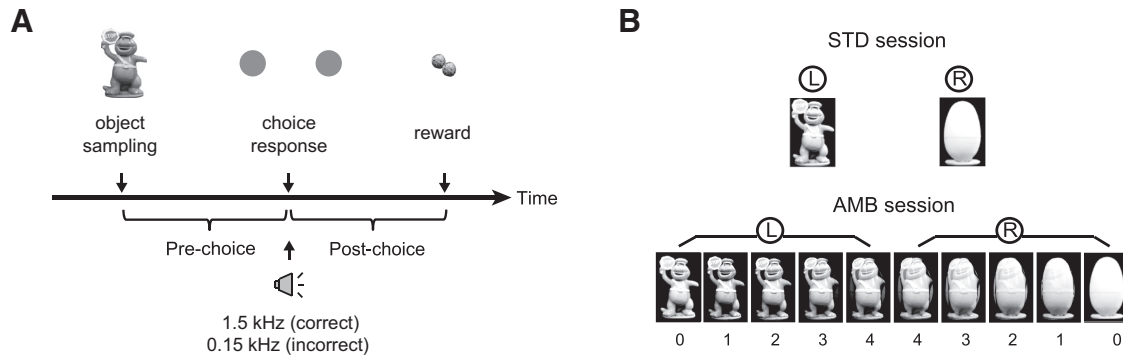 A
object
sampling
choice
response
reward
Time
Pre-choice
Post-choice
1.5 kHz (correct)
0.15 kHz (incorrect)
B
STD session
L
R
AMB session
L
R
0 1 2 3 4 4 3 2 1 0